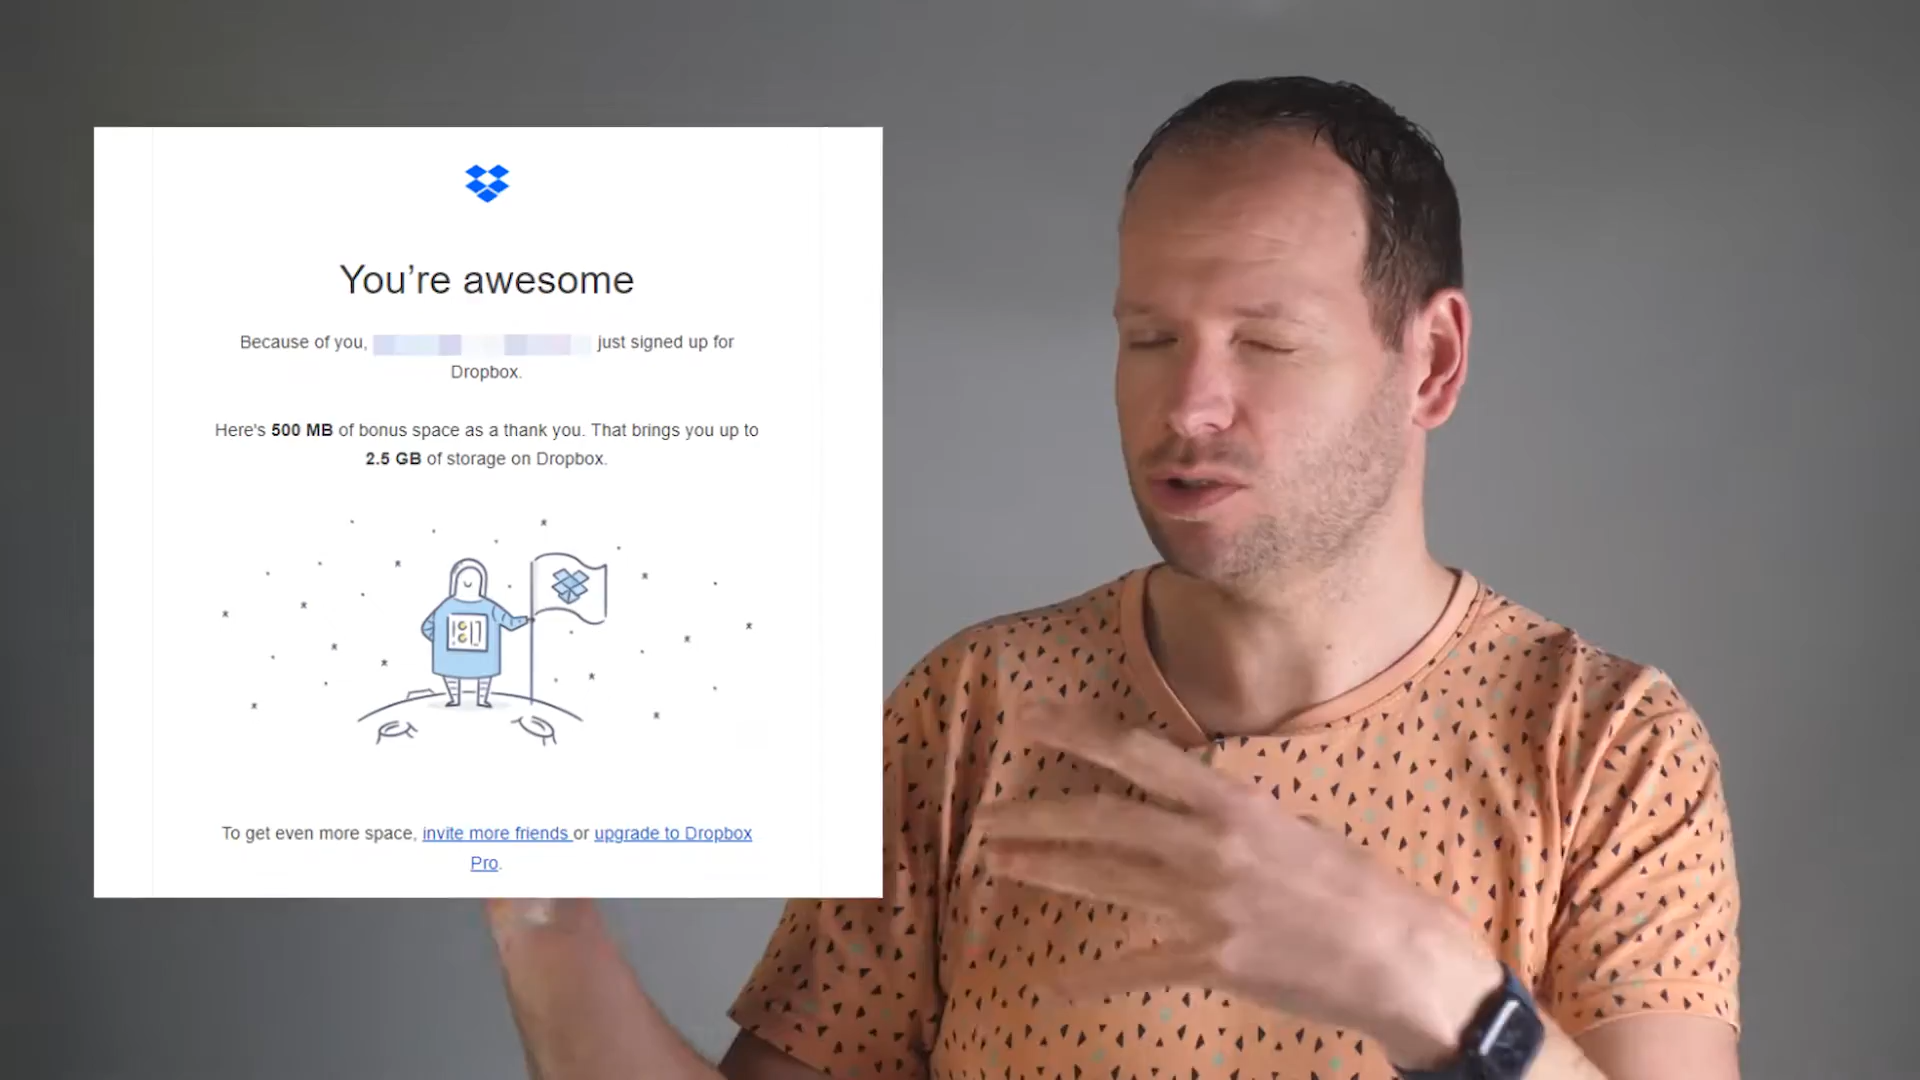 You’re awesome
Because of you, just signed up for
Dropbox.
Here's 500 MB of bonus space as a thank you. That brings you up to
2.5 GB of storage on Dropbox.
To get even more space, invite more friends or upgrade to Dropbox
Pro.